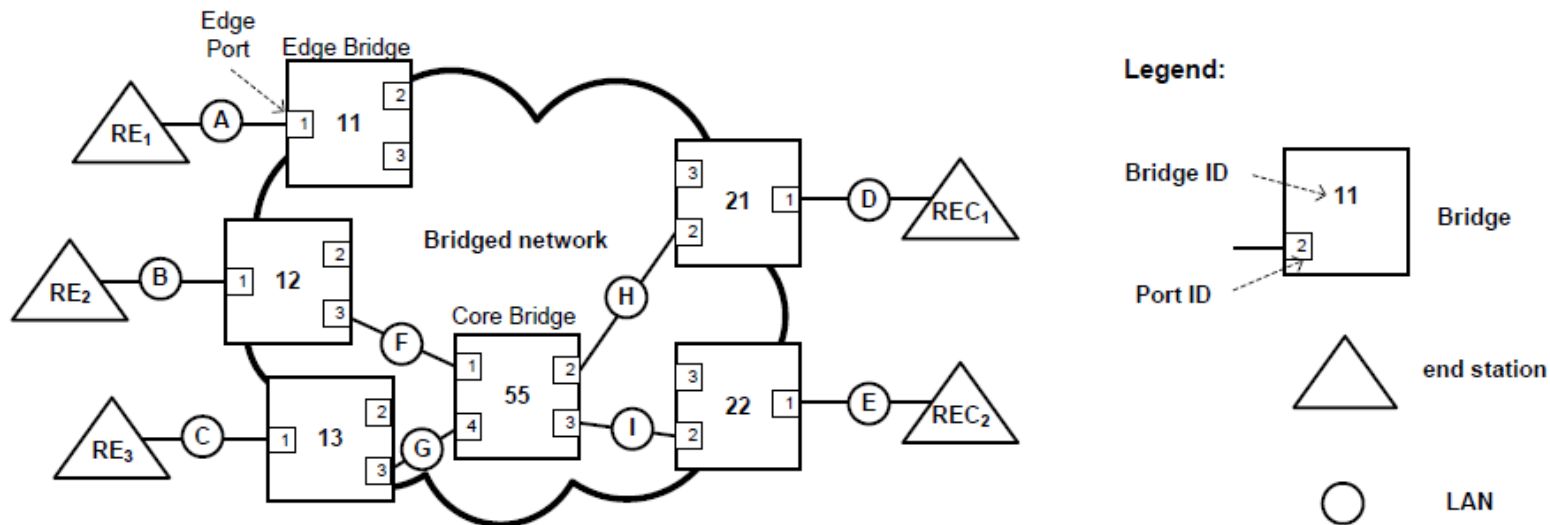 Edge
Port
Edge Bridge
RE1
A
1
11
2
3
RE2
B
1
12
2
3
F
RE3
C
1
13
2
3
G
Bridged network
Core Bridge
1
4
55
2
3
H
I
3
2
21
1
D
REC1
3
2
22
1
E
REC2
Legend:
Bridge ID
11
Bridge
2
Port ID
end station
LAN